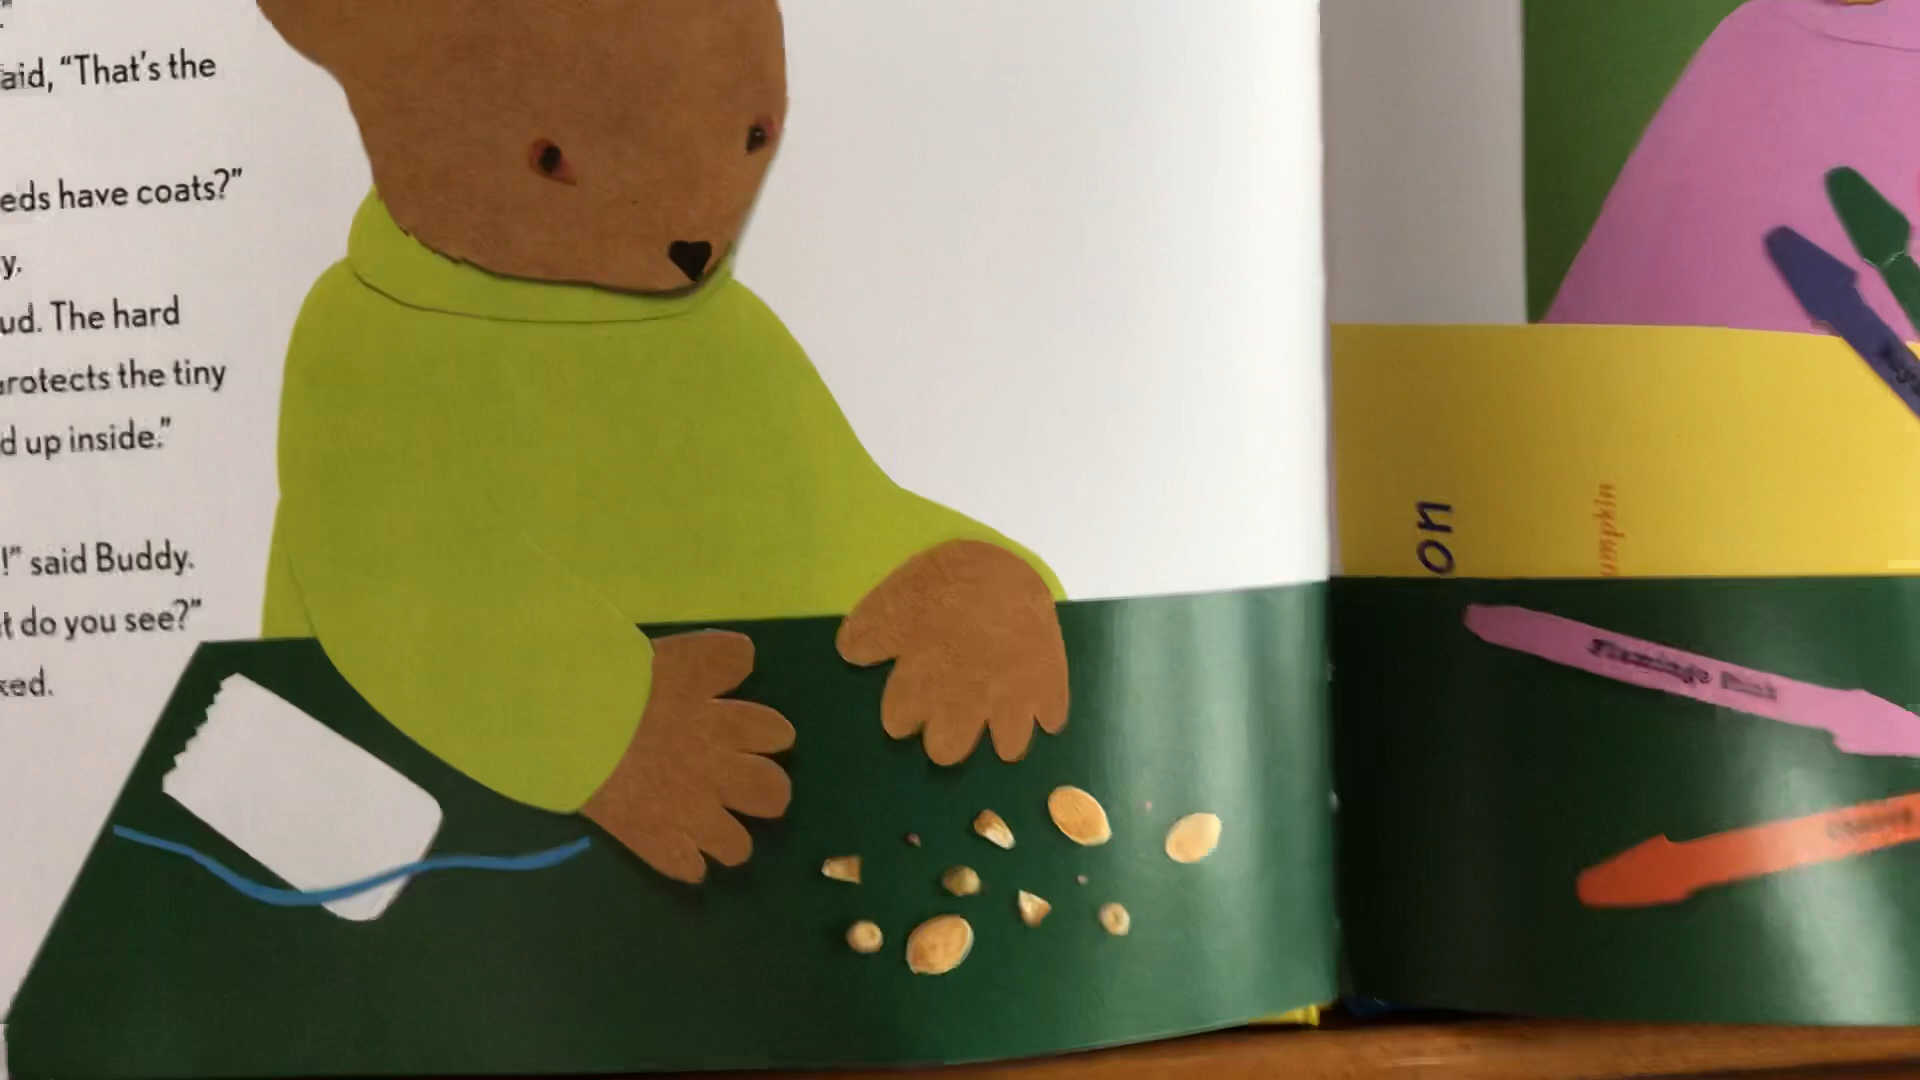 aid, “That's the
eds have coats?”
y.
ud. The hard
protects the tiny
d up inside.”
!” said Buddy.
t do you see?”
ked.
on
umpkin